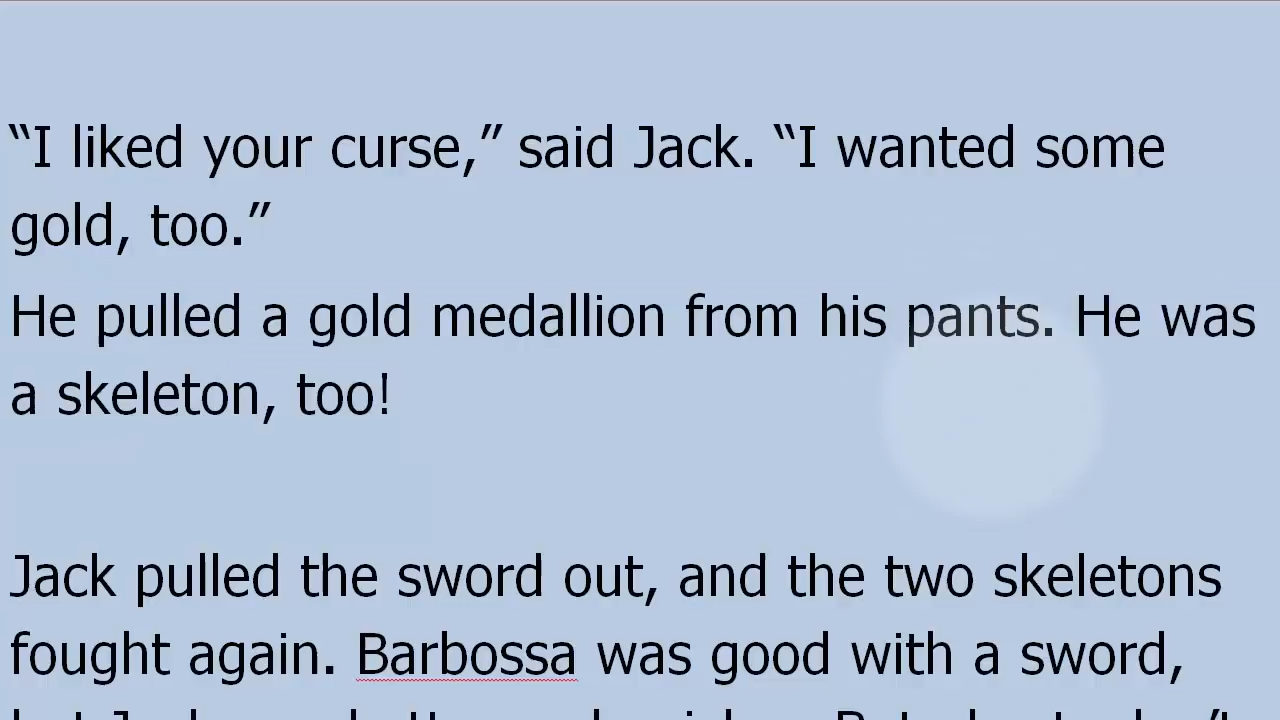 “I liked your curse,” said Jack. “I wanted some
gold, too.”
He pulled a gold medallion from his pants. He was
a skeleton, too!
Jack pulled the sword out, and the two skeletons
fought again. Barbossa was good with a sword,